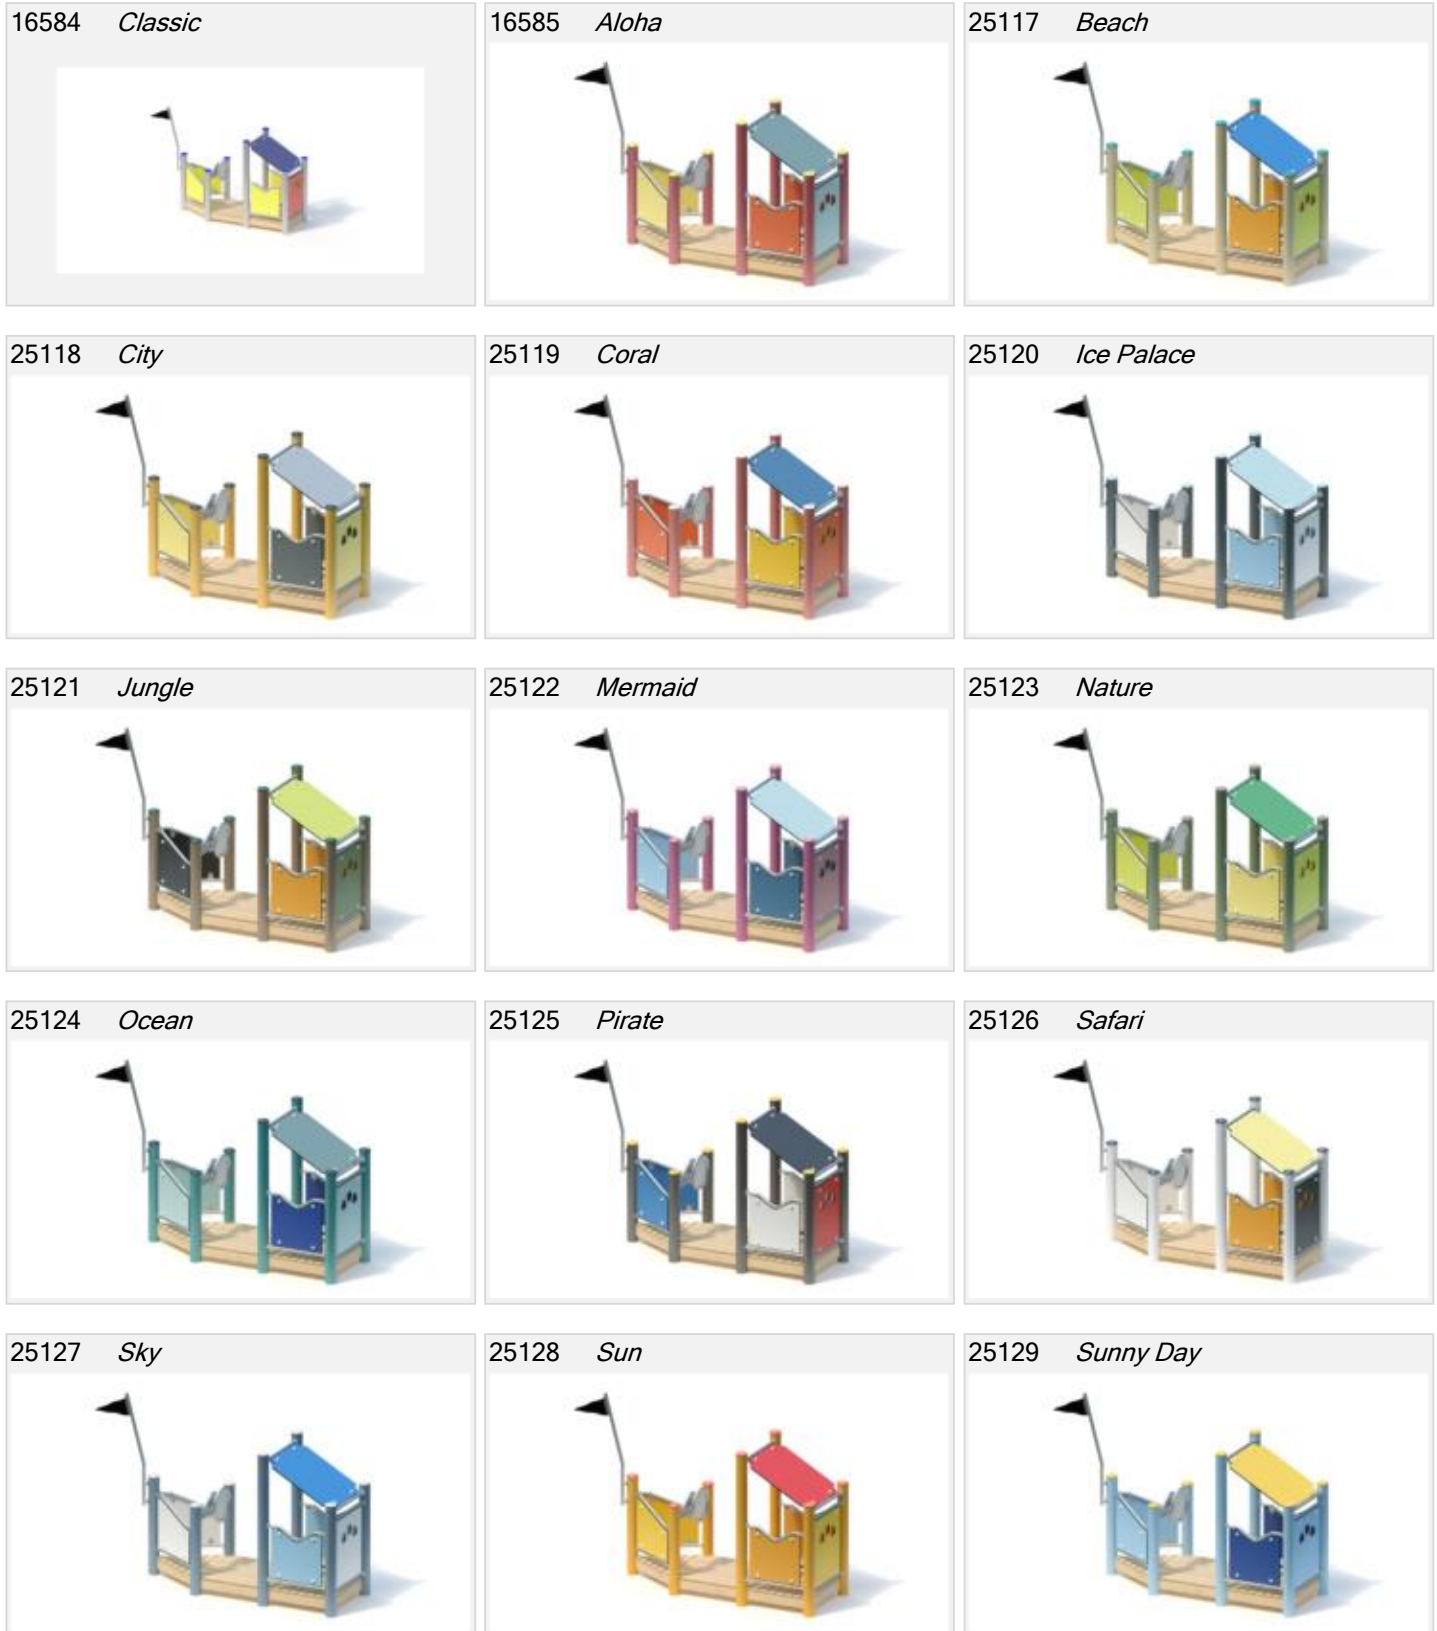 16584 Classic
16585 Aloha
25117 Beach
25118 City
25119 Coral
25120 Ice Palace
25121 Jungle
25122 Mermaid
25123 Nature
25124 Ocean
25125 Pirate
25126 Safari
25127 Sky
25128 Sun
25129 Sunny Day